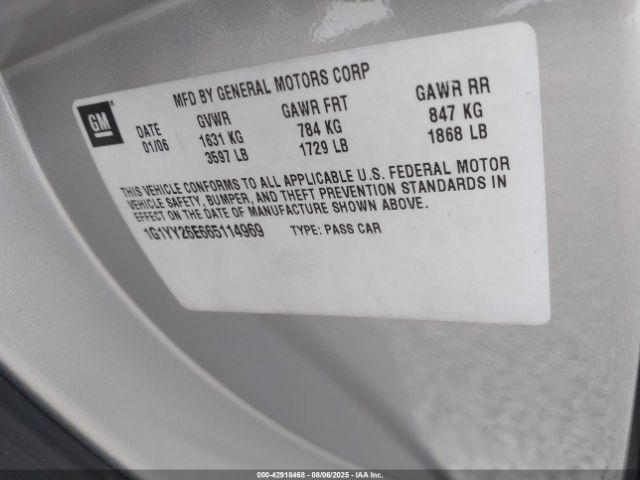 MFD BY GENERAL MOTORS CORP
GM
DATE GVWR GAWR FRT GAWR RR
01/06 1631 KG 784 KG 847 KG
3597 LB 1729 LB 1868 LB
THIS VEHICLE CONFORMS TO ALL APPLICABLE U.S. FEDERAL MOTOR
VEHICLE SAFETY, BUMPER, AND THEFT PREVENTION STANDARDS IN
EFFECT ON THE DATE OF MANUFACTURE SHOWN ABOVE.
1G1YY26E665114969 TYPE: PASS CAR
000-42918468 - 08/06/2025 - © IAA Inc.